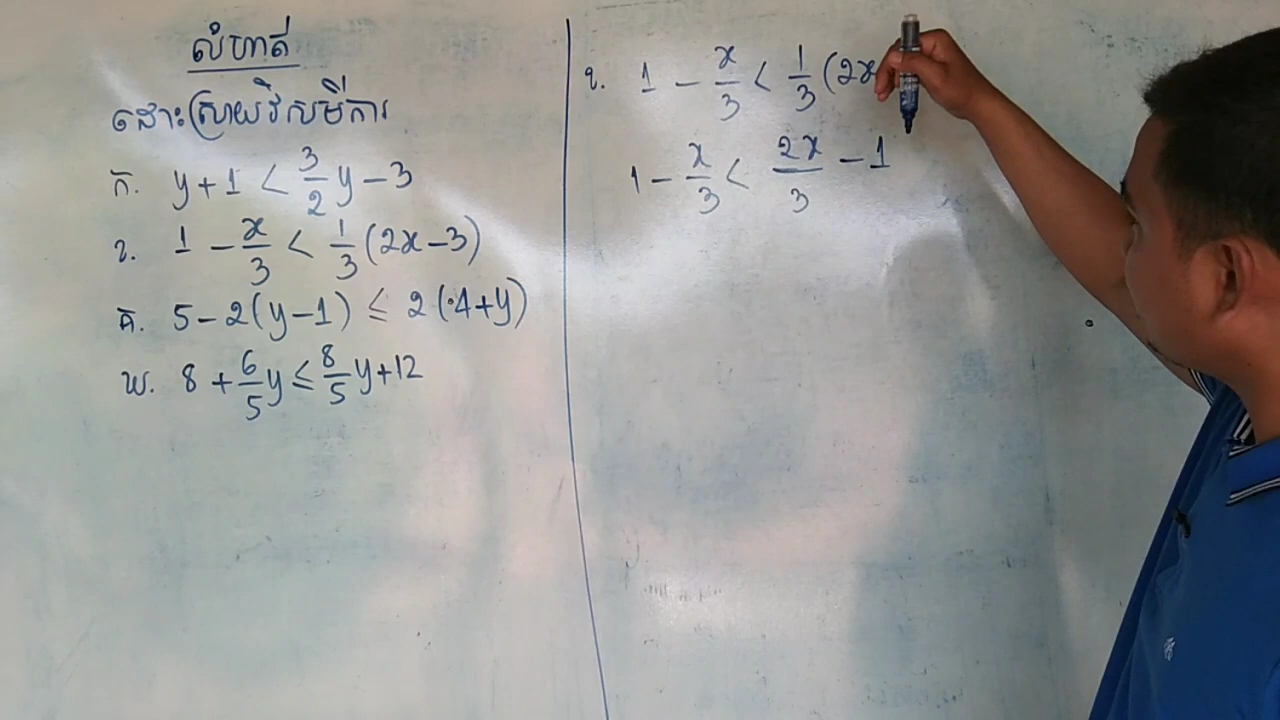 លំហាត់
ដោះស្រាយវិសមីការ
ក. y + 1 < 3/2 y - 3
ខ. 1 - x/3 < 1/3 (2x - 3)
គ. 5 - 2(y - 1) ≤ 2(4 + y)
ឃ. 8 + 6/5 y ≤ 8/5 y + 12
ខ. 1 - x/3 < 1/3 (2x
1 - x/3 < 2x/3 - 1